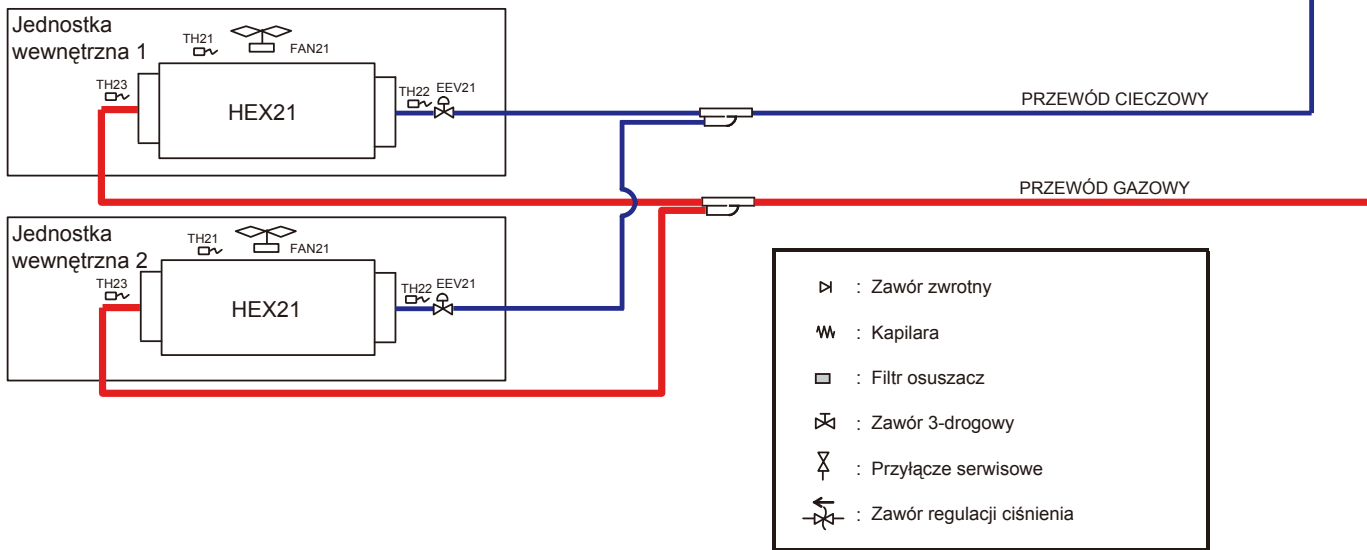 Jednostka
wewnętrzna 1
TH21
FAN21
TH23
HEX21
TH22 EEV21
PRZEWÓD CIECZOWY
PRZEWÓD GAZOWY
Jednostka
wewnętrzna 2
TH21
FAN21
TH23
HEX21
TH22 EEV21
: Zawór zwrotny
: Kapilara
: Filtr osuszacz
: Zawór 3-drogowy
: Przyłącze serwisowe
: Zawór regulacji ciśnienia